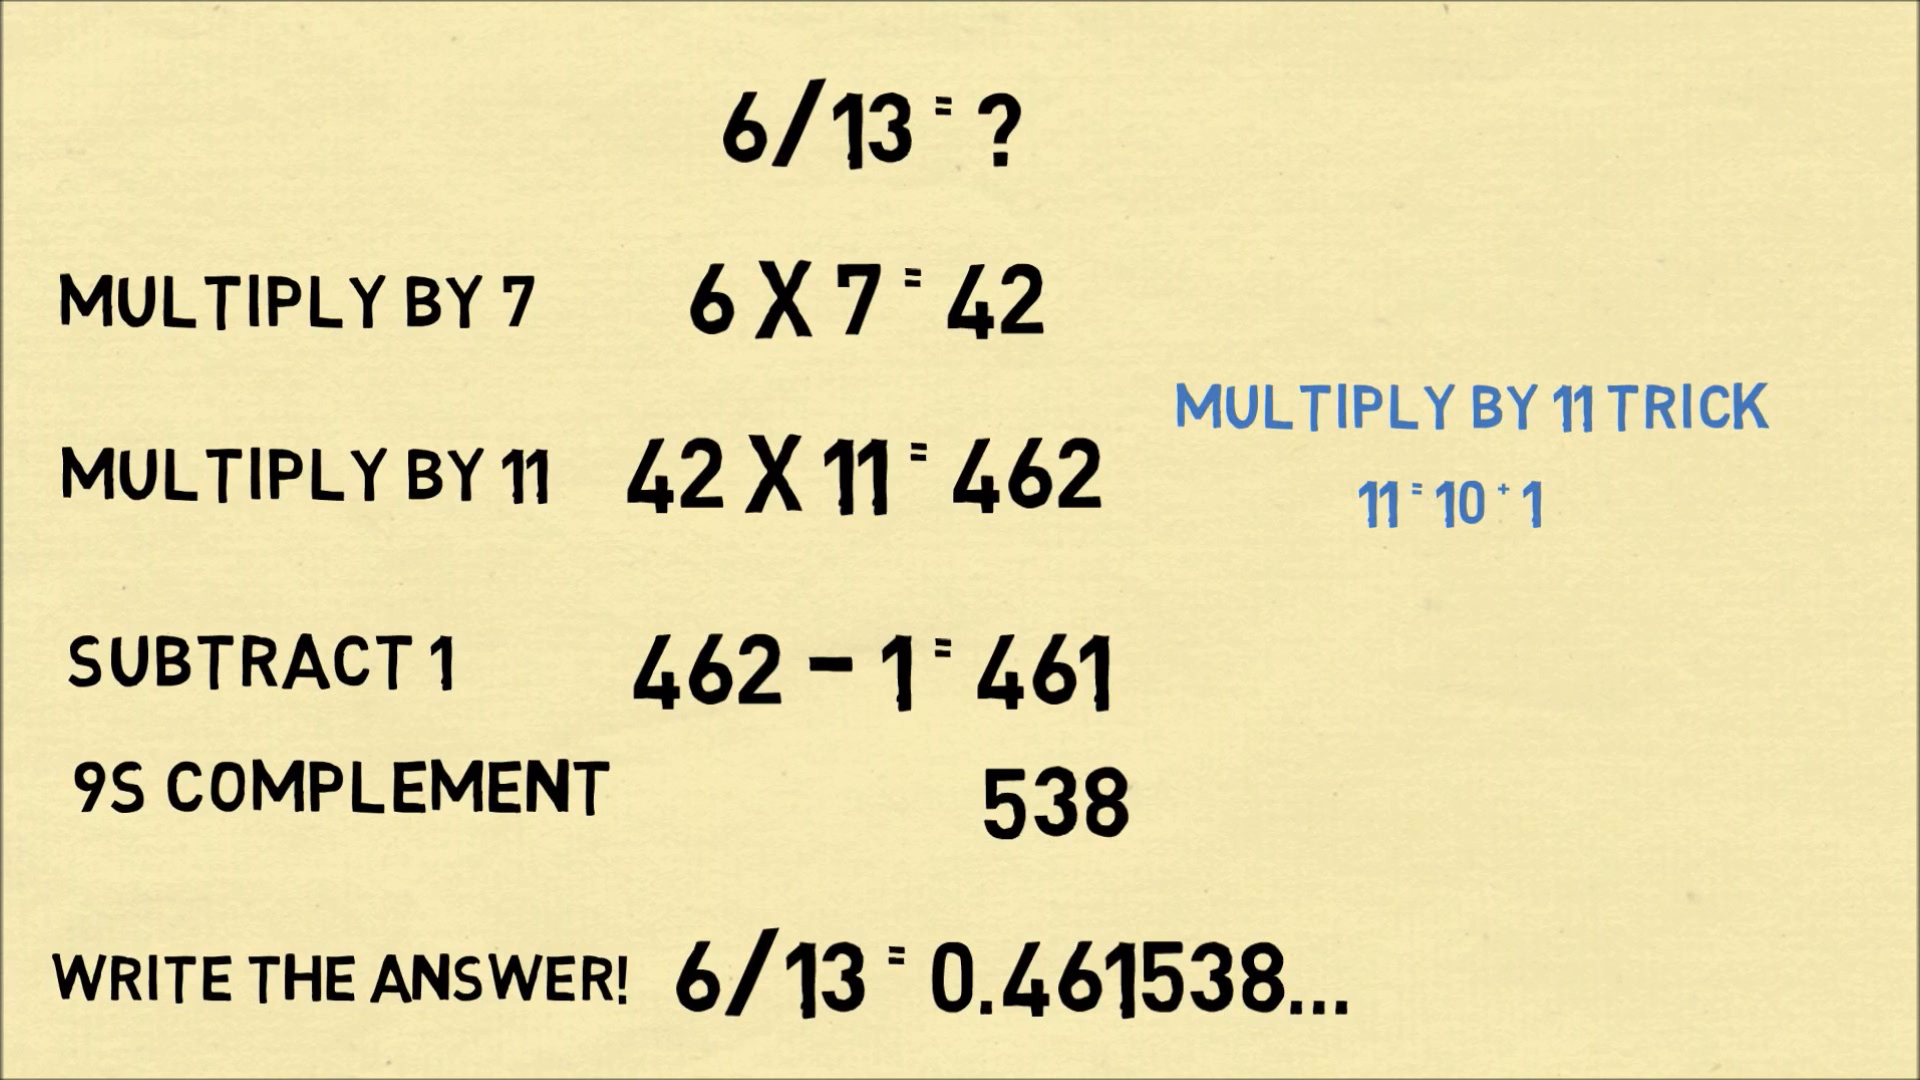 6/13 = ?
MULTIPLY BY 7 6 X 7 = 42
MULTIPLY BY 11 TRICK
MULTIPLY BY 11 42 X 11 = 462
11 = 10 + 1
SUBTRACT 1 462 – 1 = 461
9S COMPLEMENT 538
WRITE THE ANSWER! 6/13 = 0.461538...